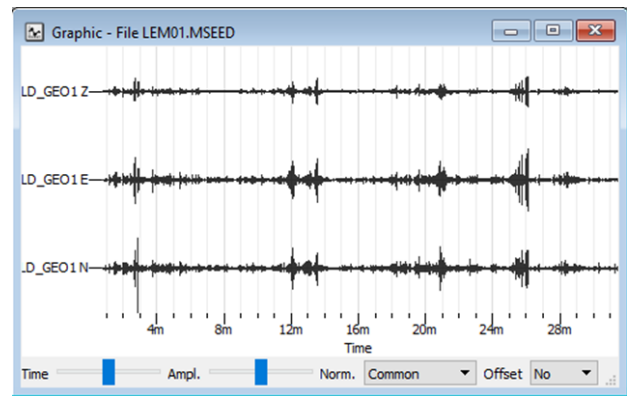 Graphic - File LEM01.MSEED
LD_GEO1 Z
LD_GEO1 E
LD_GEO1 N
4m 8m 12m 16m 20m 24m 28m
Time
Time Ampl. Norm. Common Offset No